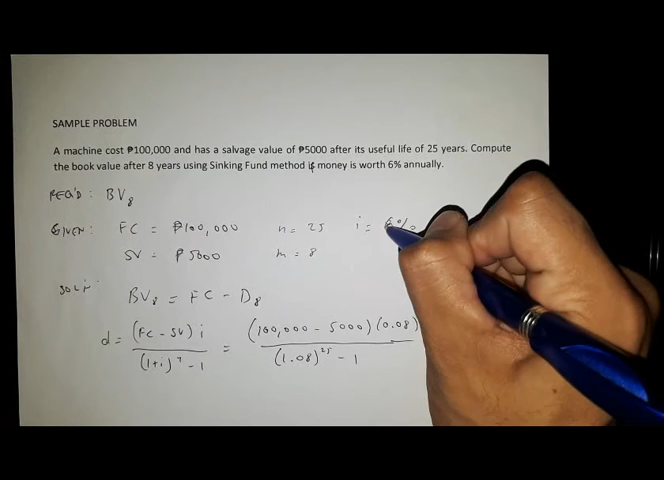 SAMPLE PROBLEM
A machine cost ₱100,000 and has a salvage value of ₱5000 after its useful life of 25 years. Compute
the book value after 8 years using Sinking Fund method if money is worth 6% annually.
REQ'D : BV₈
GIVEN: FC = ₱100,000 n = 25 i = 6%
SV = ₱5000 m = 8
SOL'N:
BV₈ = FC - D₈
d = (FC - SV) i / (1+i)ⁿ - 1 = (100,000 - 5000)(0.08) / (1.08)²⁵ - 1